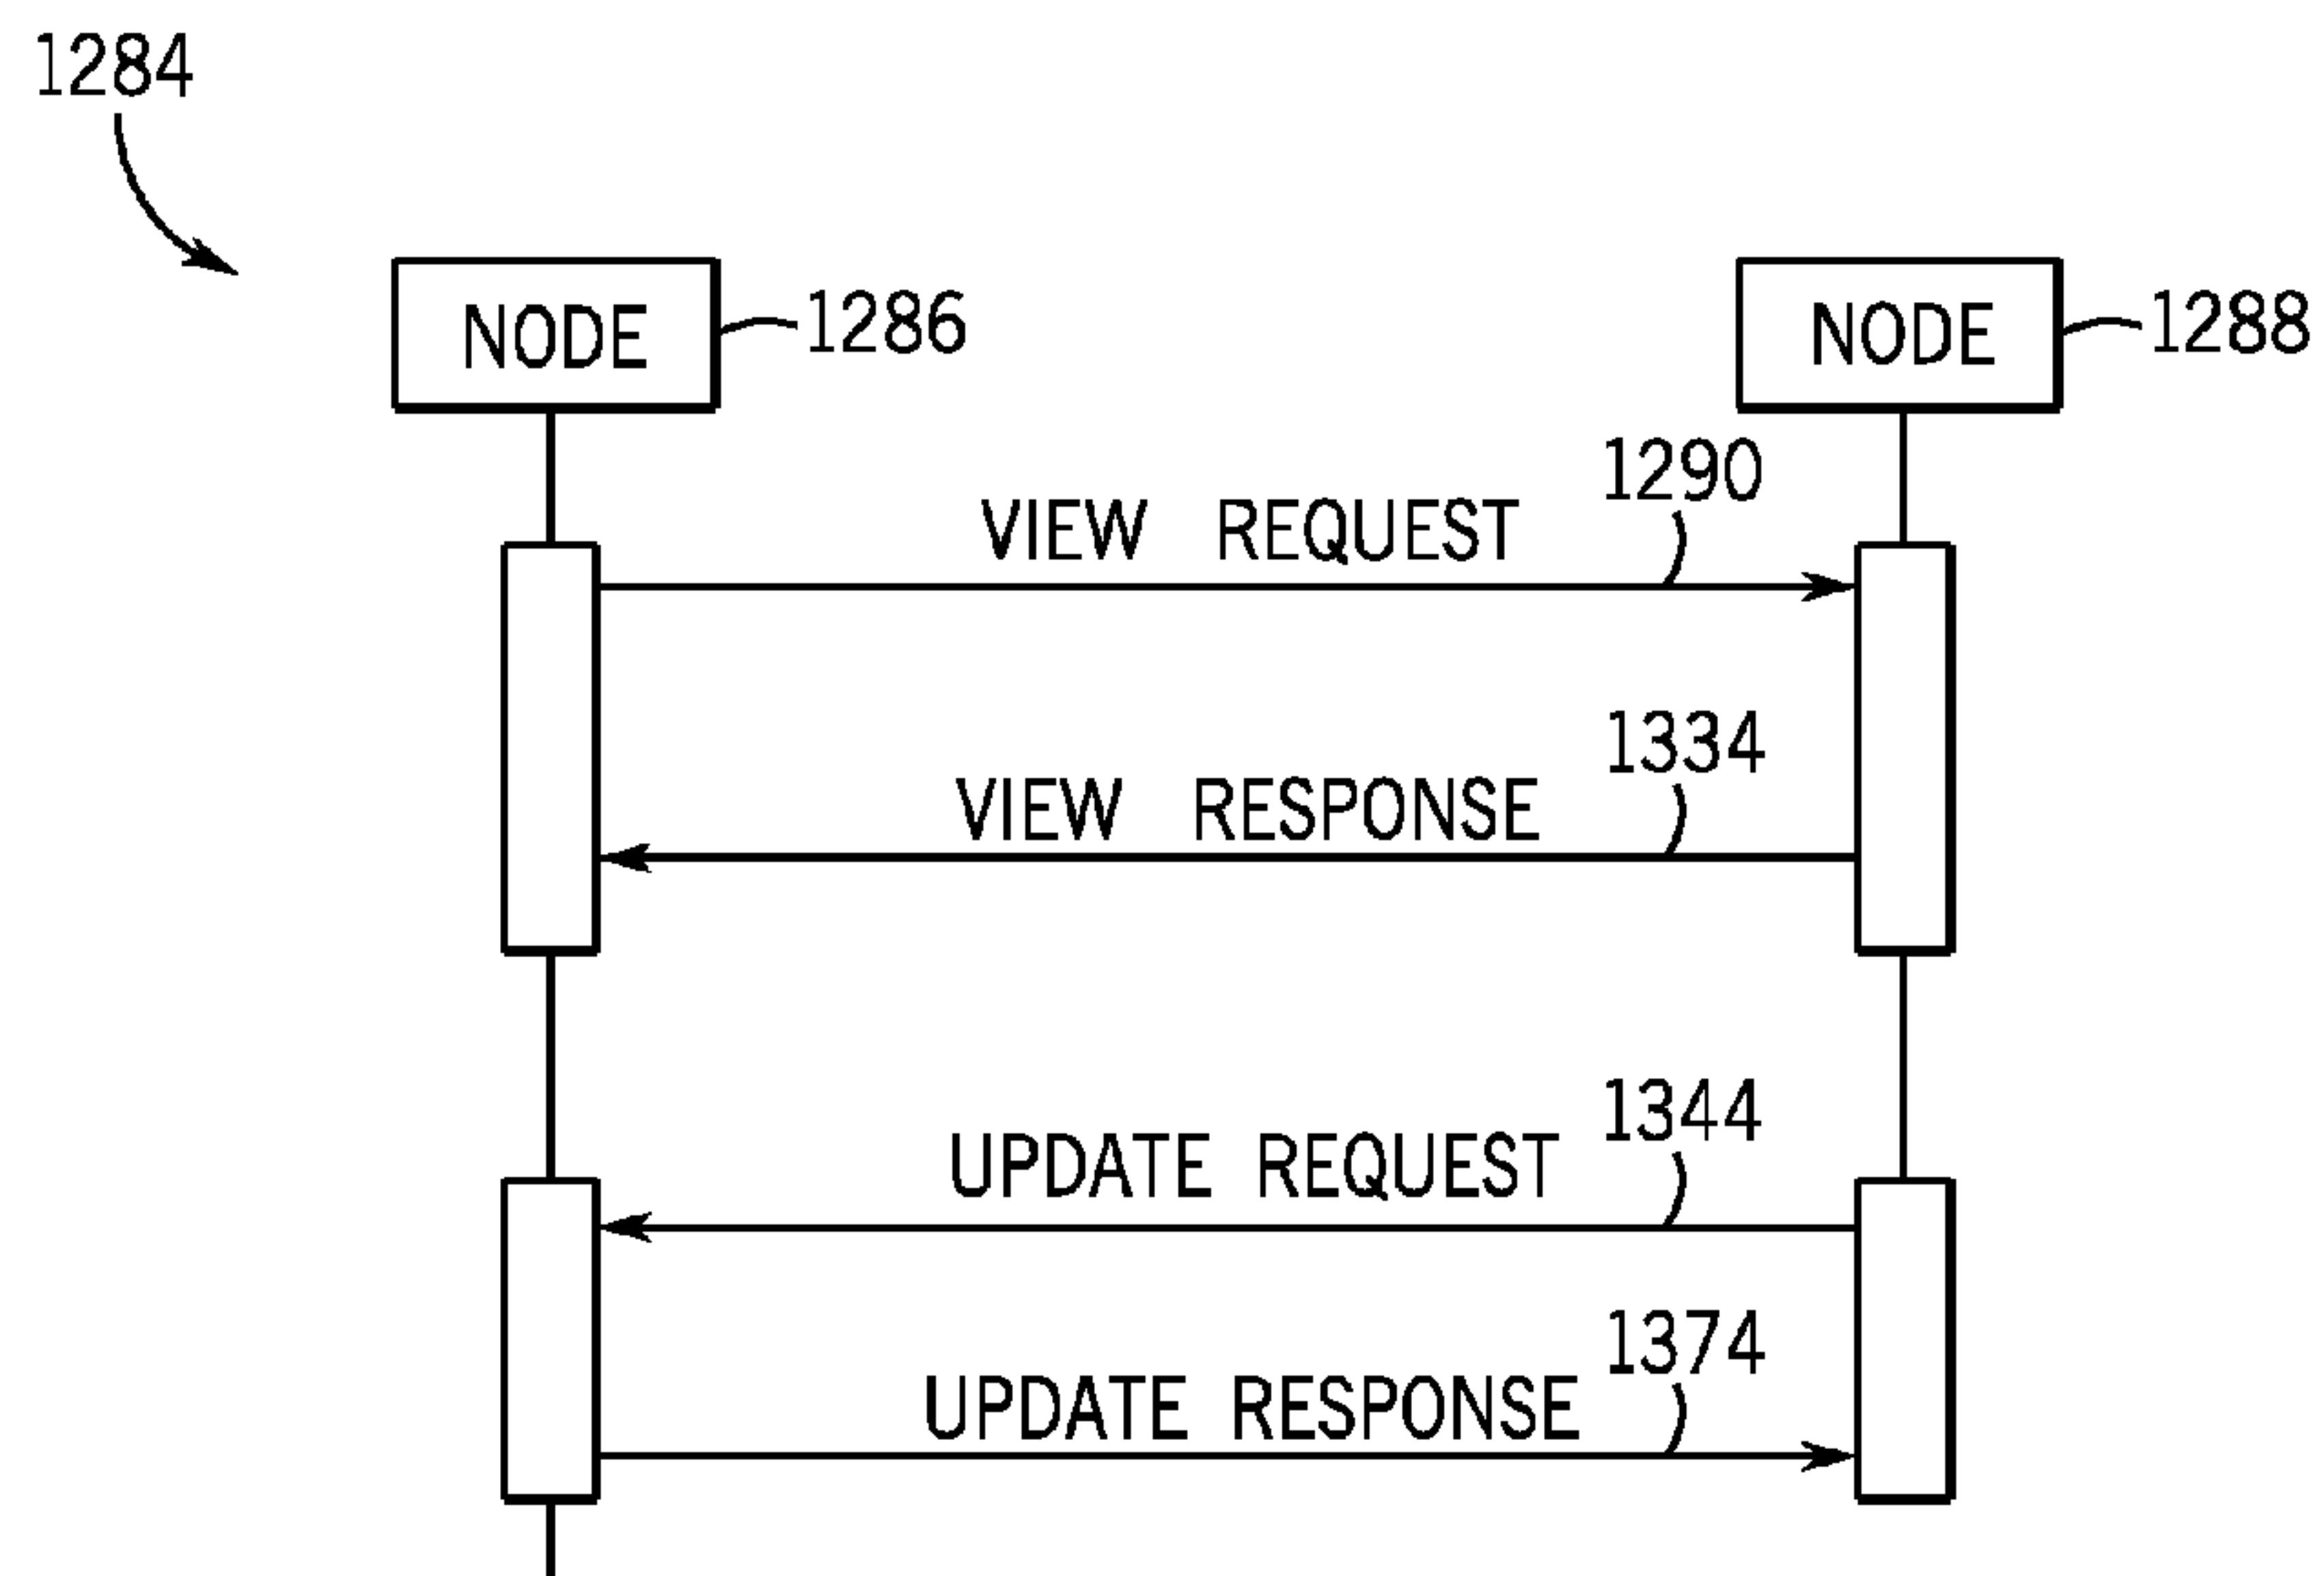 1284
NODE
1286
NODE
1288
1290
VIEW REQUEST
1334
VIEW RESPONSE
1344
UPDATE REQUEST
1374
UPDATE RESPONSE